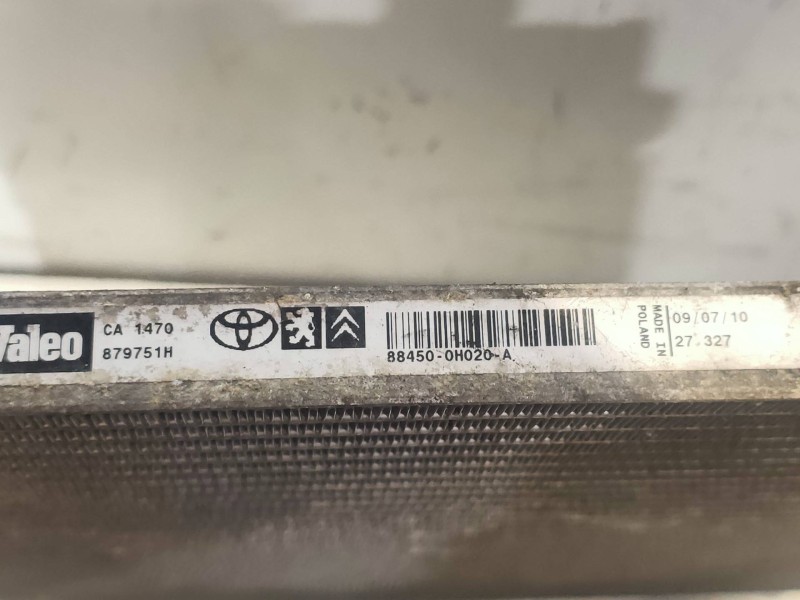 Valeo
CA 1470
879751H
88450-0H020-A
MADE IN
POLAND
09/07/10
27.327